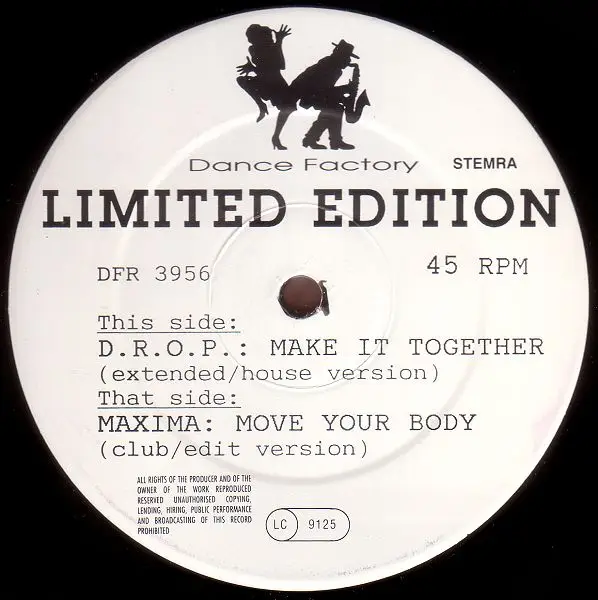 Dance Factory STEMRA
LIMITED EDITION
DFR 3956 45 RPM
This side:
D.R.O.P.: MAKE IT TOGETHER
(extended/house version)
That side:
MAXIMA: MOVE YOUR BODY
(club/edit version)
ALL RIGHTS OF THE PRODUCER AND OF THE
OWNER OF THE WORK REPRODUCED
RESERVED UNAUTHORISED COPYING,
LENDING, HIRING, PUBLIC PERFORMANCE
AND BROADCASTING OF THIS RECORD
PROHIBITED
LC 9125